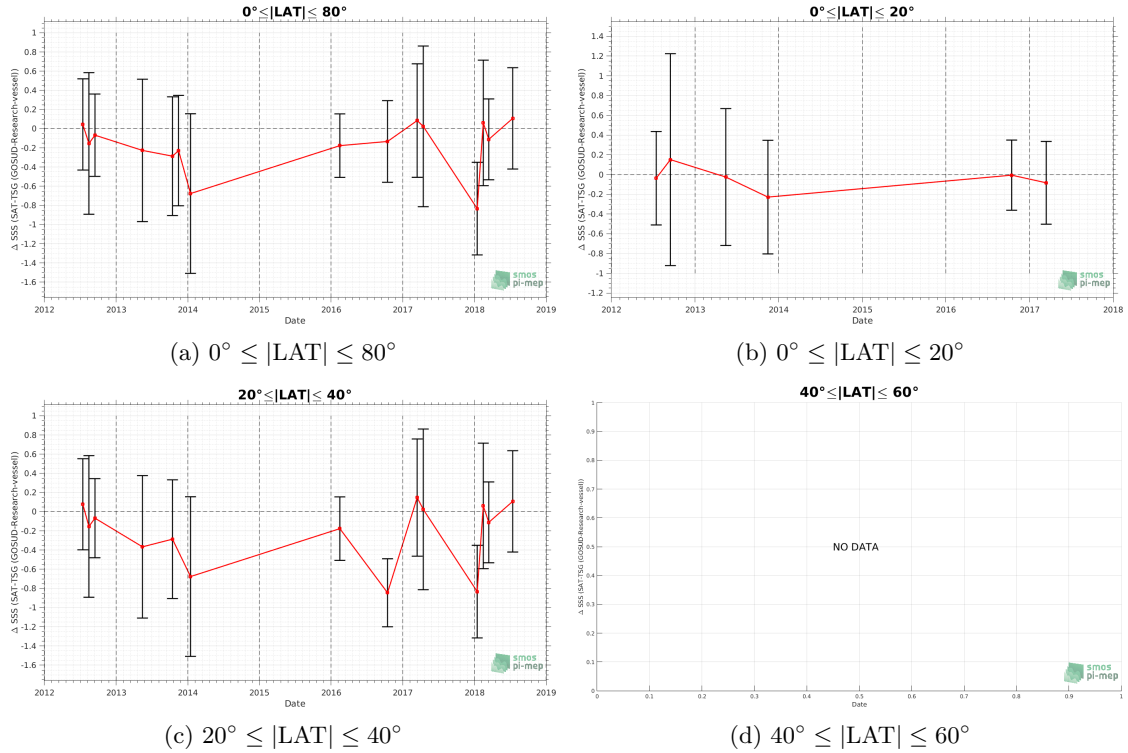 0°≤|LAT|≤ 80°
Δ SSS (SAT-TSG (GOSUD-Research-vessel))
1
0.8
0.6
0.4
0.2
0
-0.2
-0.4
-0.6
-0.8
-1
-1.2
-1.4
-1.6
2012 2013 2014 2015 2016 2017 2018 2019
Date
smos
pi-mep
(a) 0° ≤ |LAT| ≤ 80°
0°≤|LAT|≤ 20°
Δ SSS (SAT-TSG (GOSUD-Research-vessel))
1.4
1.2
1
0.8
0.6
0.4
0.2
0
-0.2
-0.4
-0.6
-0.8
-1
-1.2
2012 2013 2014 2015 2016 2017 2018
Date
smos
pi-mep
(b) 0° ≤ |LAT| ≤ 20°
20°≤|LAT|≤ 40°
Δ SSS (SAT-TSG (GOSUD-Research-vessel))
1
0.8
0.6
0.4
0.2
0
-0.2
-0.4
-0.6
-0.8
-1
-1.2
-1.4
-1.6
2012 2013 2014 2015 2016 2017 2018 2019
Date
smos
pi-mep
(c) 20° ≤ |LAT| ≤ 40°
40°≤|LAT|≤ 60°
Δ SSS (SAT-TSG (GOSUD-Research-vessel))
1
0.9
0.8
0.7
0.6
0.5
0.4
0.3
0.2
0.1
0
NO DATA
0 0.1 0.2 0.3 0.4 0.5 0.6 0.7 0.8 0.9 1
Date
smos
pi-mep
(d) 40° ≤ |LAT| ≤ 60°